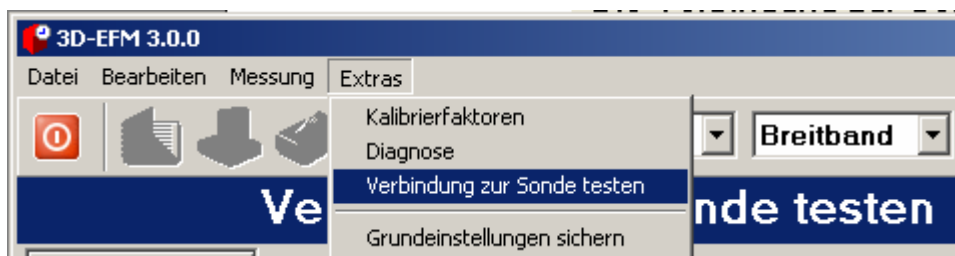 3D-EFM 3.0.0
Datei Bearbeiten Messung Extras
Kalibrierfaktoren
Diagnose
Breitband
Verbindung zur Sonde testen
Ve nde testen
Grundeinstellungen sichern